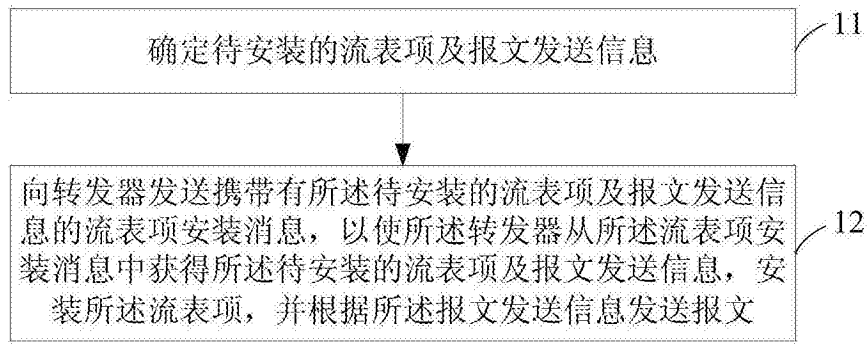 确定待安装的流表项及报文发送信息
11
向转发器发送携带有所述待安装的流表项及报文发送信
息的流表项安装消息，以使所述转发器从所述流表项安
装消息中获得所述待安装的流表项及报文发送信息，安
装所述流表项，并根据所述报文发送信息发送报文
12